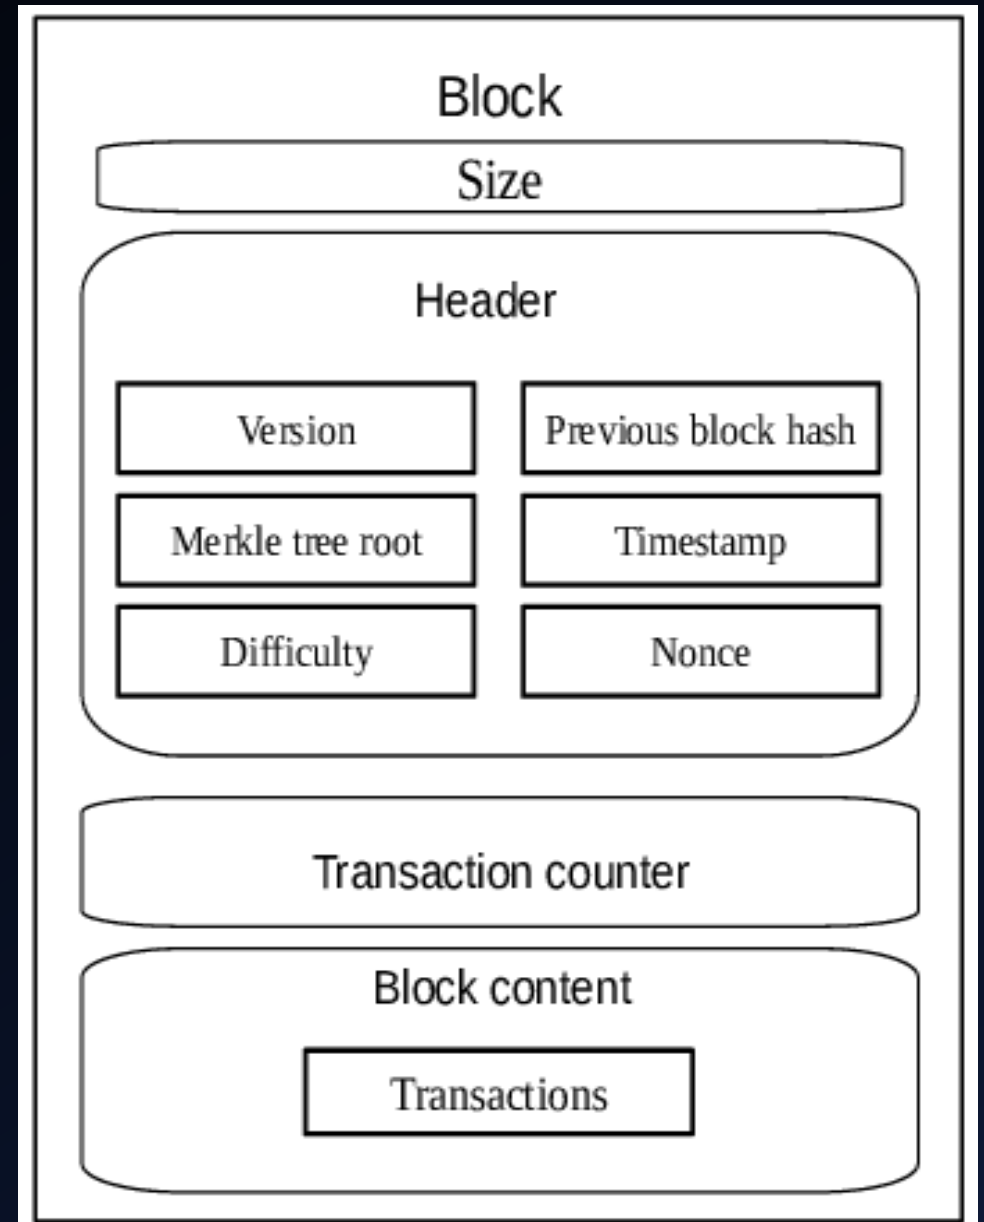 Block
Size
Header
Version
Previous block hash
Merkle tree root
Timestamp
Difficulty
Nonce
Transaction counter
Block content
Transactions